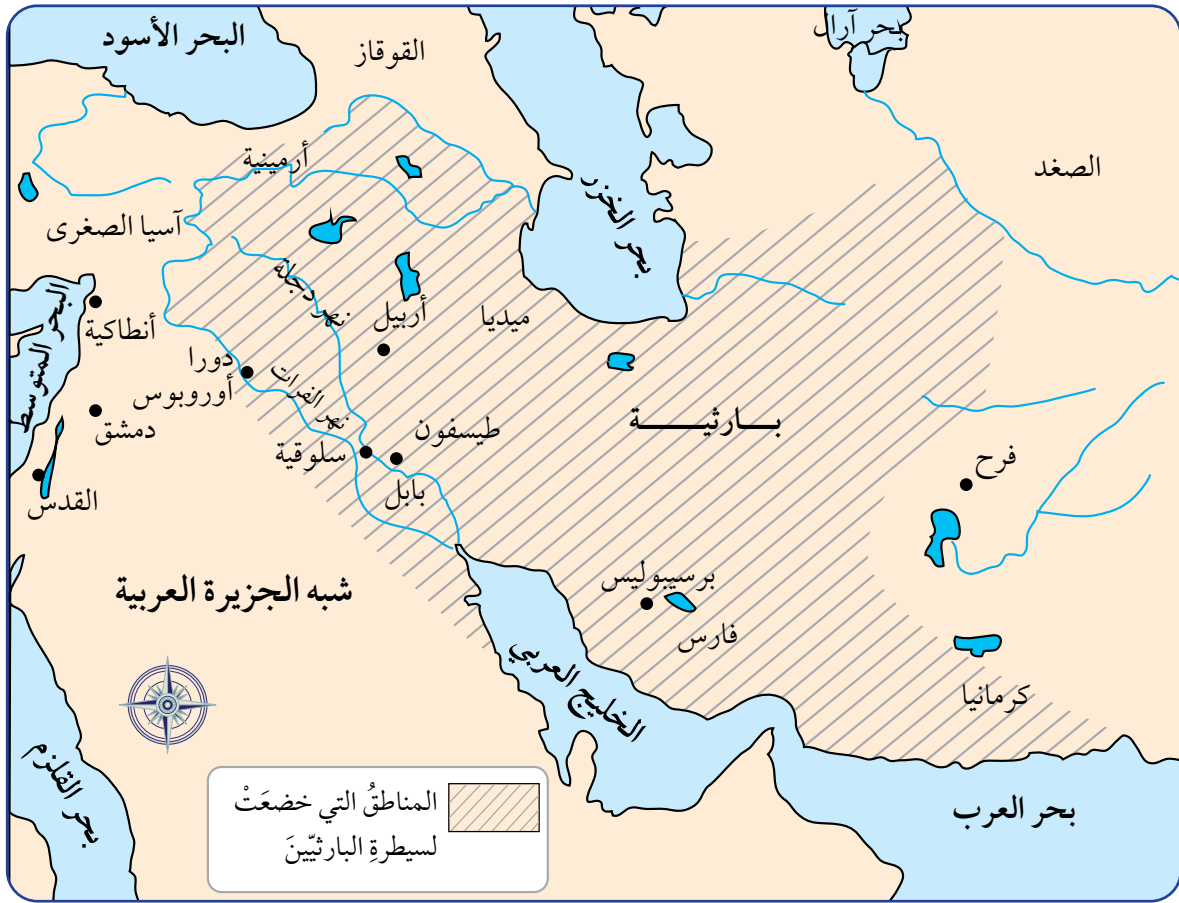 البحر الأسود
القوقاز
بحر آرال
أرمينية
الصغد
بحر الخزر
آسيا الصغرى
نهر دجلة
أربيل
ميديا
البحر المتوسط
أنطاكية
دورا
أوروبوس
نهر الفرات
دمشق
بـــارثيـــــــة
طيسفون
سلوقية
فرح
بابل
القدس
برسيبوليس
شبه الجزيرة العربية
فارس
الخليج العربي
كرمانيا
بحر القلزم
بحر العرب
المناطقُ التي خضعَتْ
لسيطرةِ البارثيّينَ